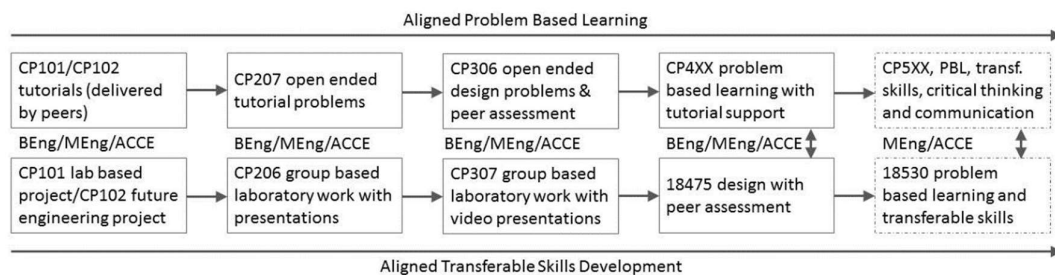 Aligned Problem Based Learning
CP101/CP102
tutorials (delivered
by peers)
CP207 open ended
tutorial problems
CP306 open ended
design problems &
peer assessment
CP4XX problem
based learning with
tutorial support
CP5XX, PBL, transf.
skills, critical thinking
and communication
BEng/MEng/ACCE
BEng/MEng/ACCE
BEng/MEng/ACCE
BEng/MEng/ACCE
MEng/ACCE
CP101 lab based
project/CP102 future
engineering project
CP206 group based
laboratory work with
presentations
CP307 group based
laboratory work with
video presentations
18475 design with
peer assessment
18530 problem
based learning and
transferable skills
Aligned Transferable Skills Development